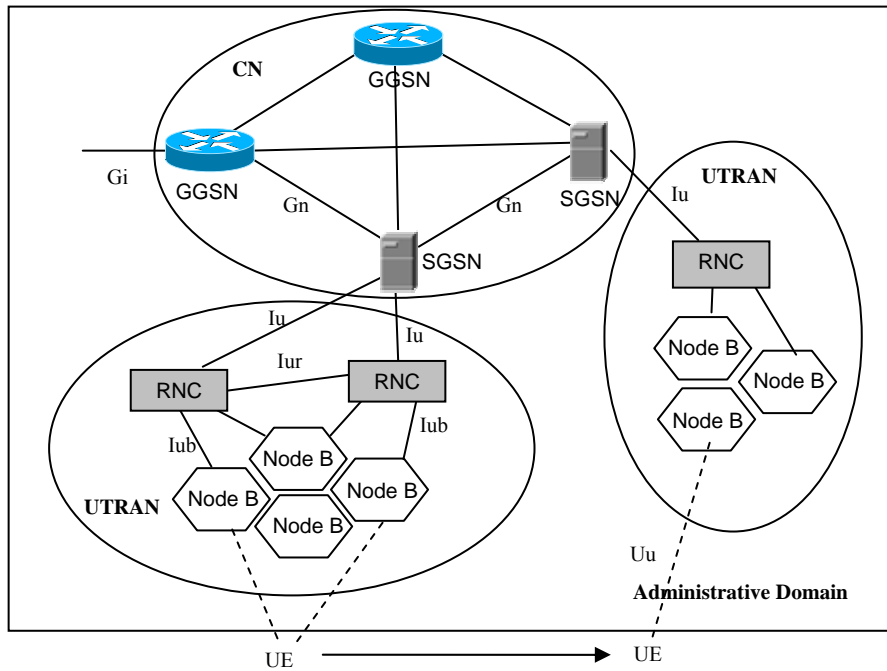 CN
GGSN
Gi
GGSN
Gn
Gn
SGSN
UTRAN
Iu
SGSN
RNC
Iu
Iu
Iur
RNC
RNC
Node B
Node B
Node B
Iub
Iub
Node B
Node B
Node B
Node B
UTRAN
Uu
Administrative Domain
UE
UE